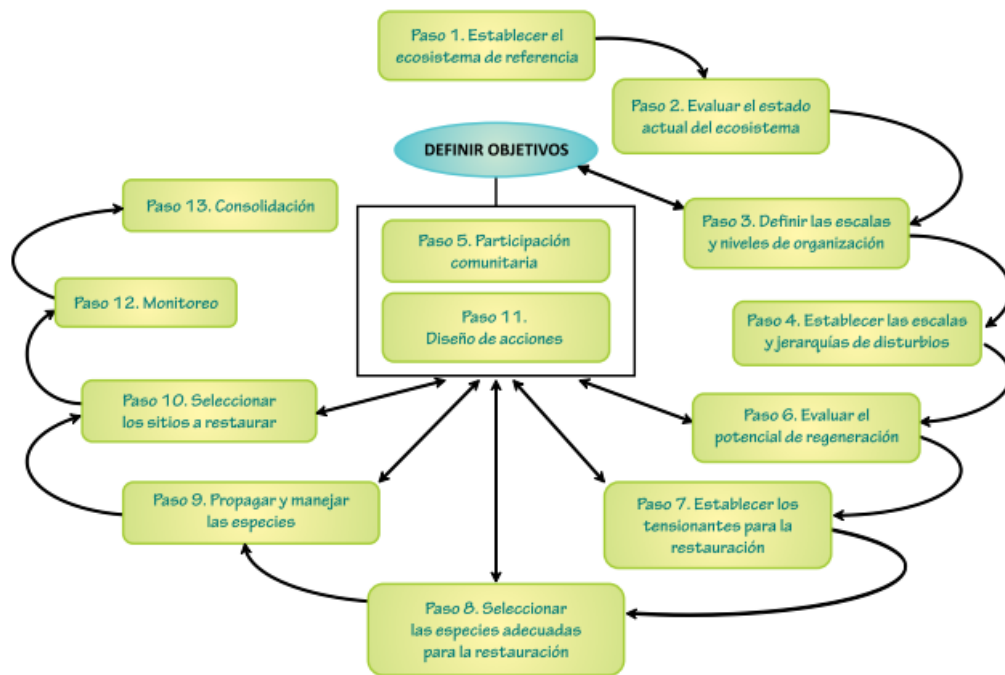 Paso 1. Establecer el
ecosistema de referencia
Paso 2. Evaluar el estado
actual del ecosistema
DEFINIR OBJETIVOS
Paso 13. Consolidación
Paso 3. Definir las escalas
y niveles de organización
Paso 5. Participación
comunitaria
Paso 12. Monitoreo
Paso 11.
Diseño de acciones
Paso 4. Establecer las escalas
y jerarquías de disturbios
Paso 10. Seleccionar
los sitios a restaurar
Paso 6. Evaluar el
potencial de regeneración
Paso 9. Propagar y manejar
las especies
Paso 7. Establecer los
tensionantes para la
restauración
Paso 8. Seleccionar
las especies adecuadas
para la restauración